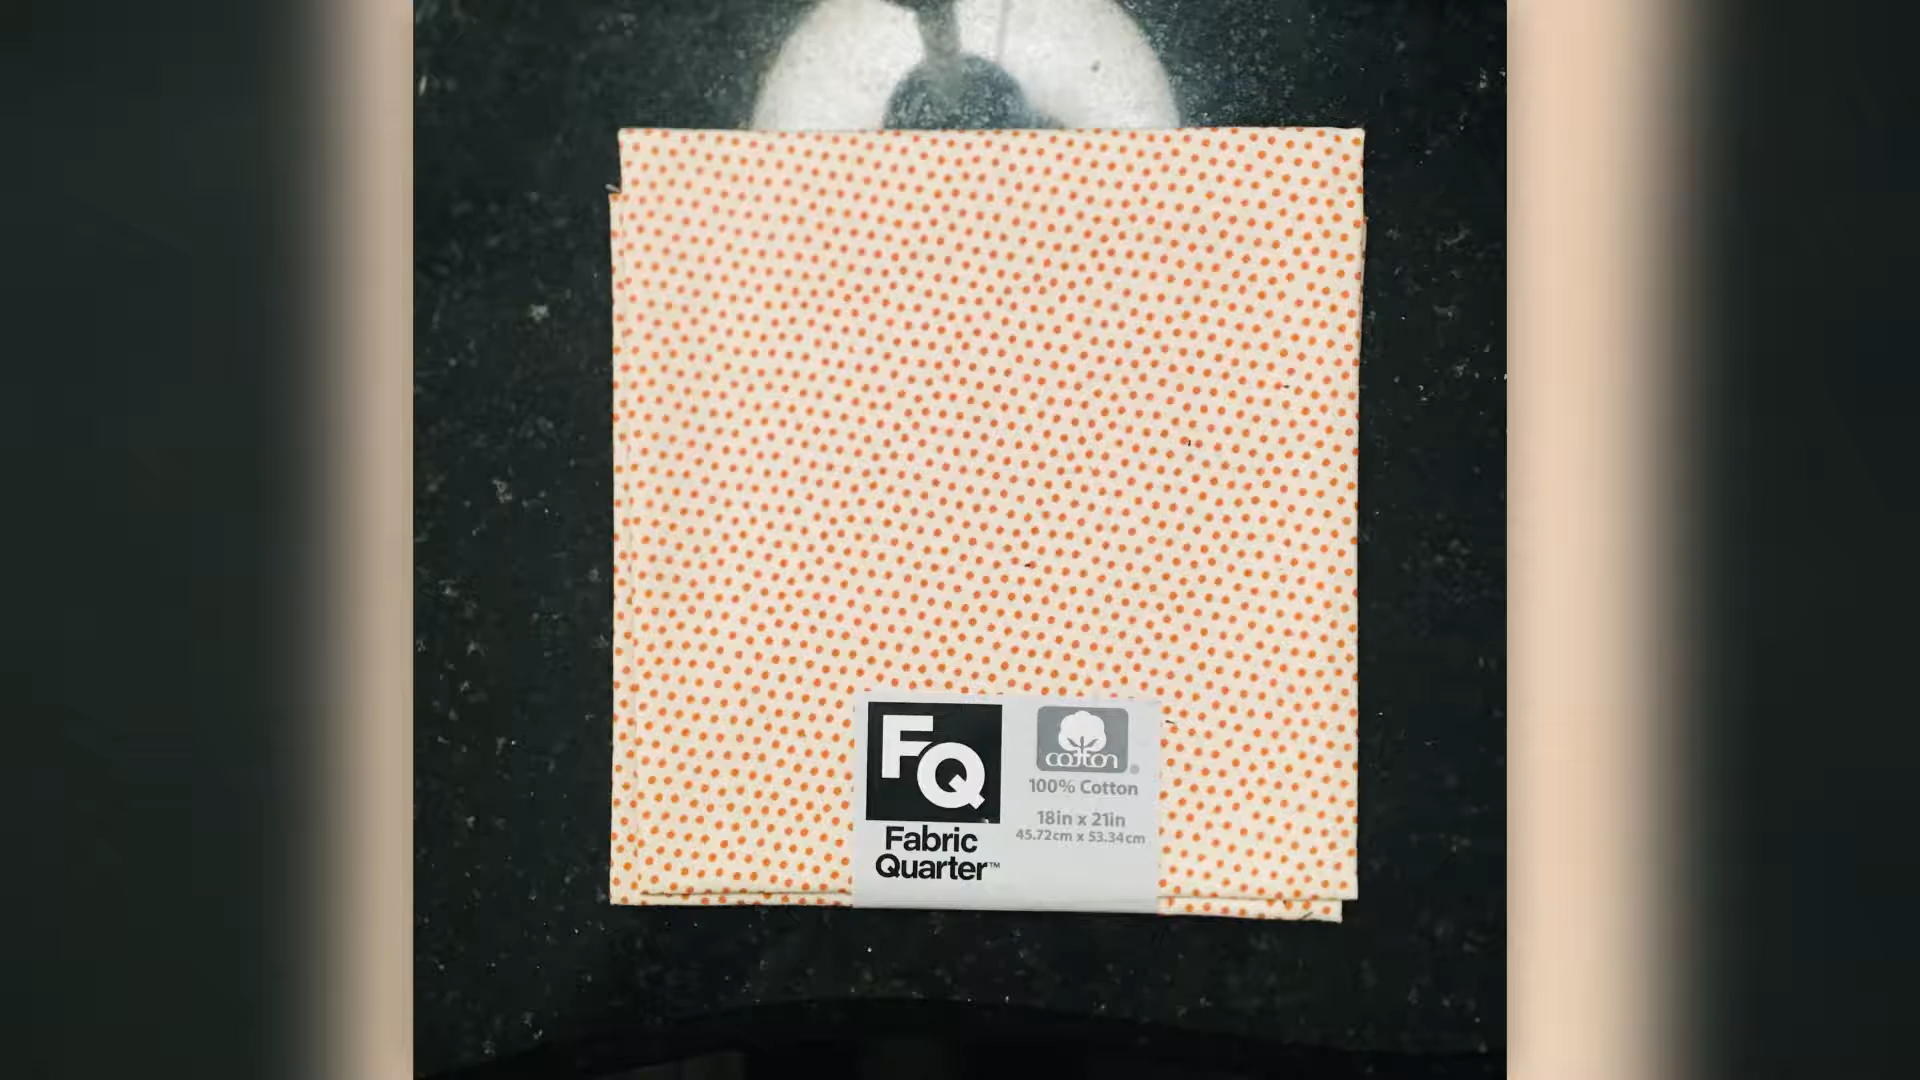 FQ
Fabric
Quarter™
cotton®
100% Cotton
18in x 21in
45.72cm x 53.34cm